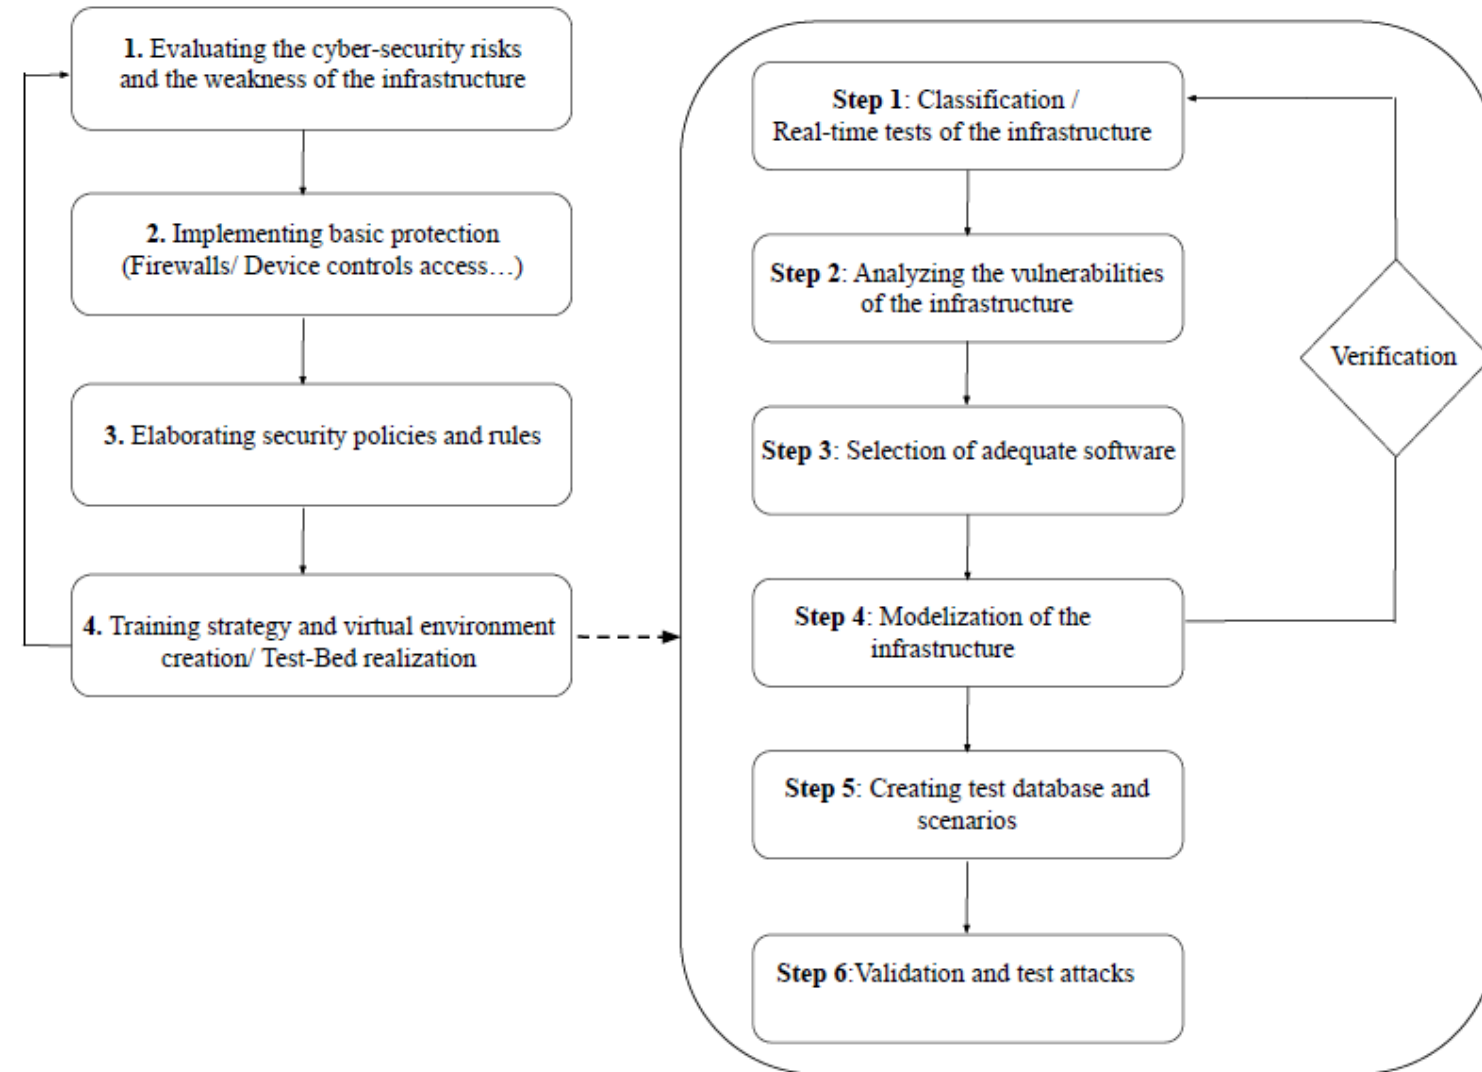 1. Evaluating the cyber-security risks
and the weakness of the infrastructure
2. Implementing basic protection
(Firewalls/ Device controls access…)
3. Elaborating security policies and rules
4. Training strategy and virtual environment
creation/ Test-Bed realization
Step 1: Classification /
Real-time tests of the infrastructure
Step 2: Analyzing the vulnerabilities
of the infrastructure
Step 3: Selection of adequate software
Step 4: Modelization of the
infrastructure
Step 5: Creating test database and
scenarios
Step 6:Validation and test attacks
Verification